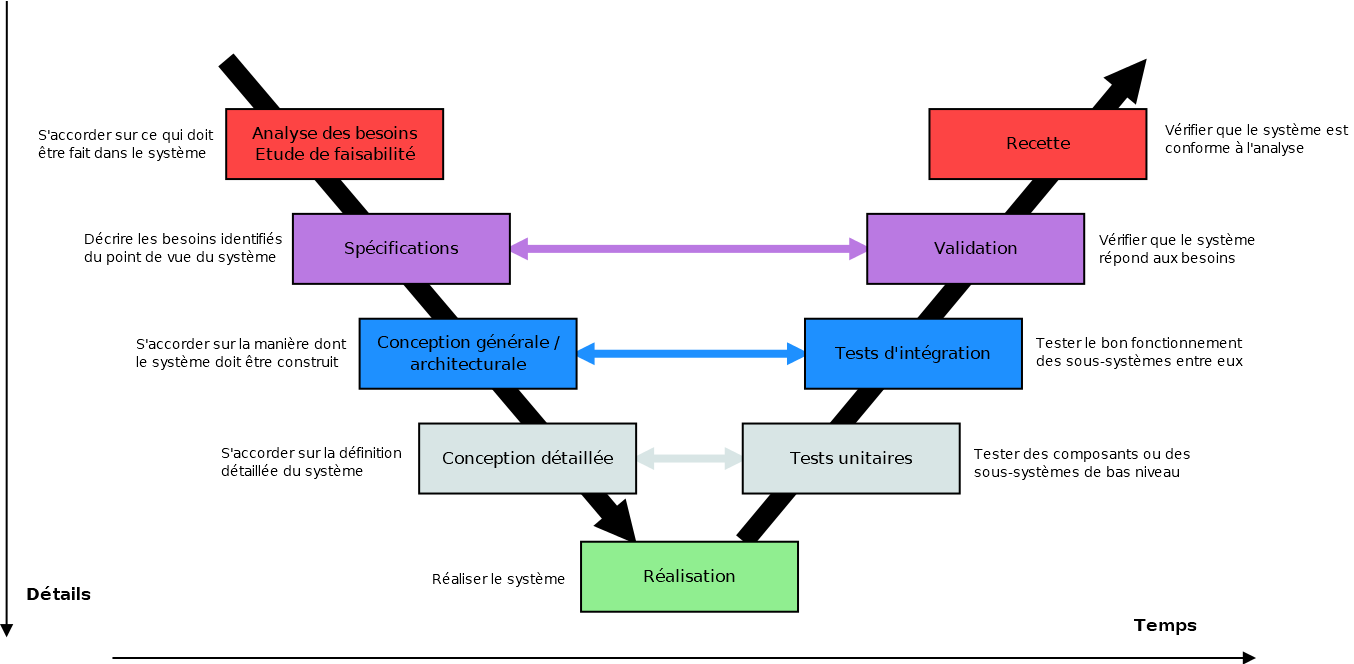 S'accorder sur ce qui doit
être fait dans le système
Analyse des besoins
Etude de faisabilité
Recette
Vérifier que le système est
conforme à l'analyse
Décrire les besoins identifiés
du point de vue du système
Spécifications
Validation
Vérifier que le système
répond aux besoins
S'accorder sur la manière dont
le système doit être construit
Conception générale /
architecturale
Tests d'intégration
Tester le bon fonctionnement
des sous-systèmes entre eux
S'accorder sur la définition
détaillée du système
Conception détaillée
Tests unitaires
Tester des composants ou des
sous-systèmes de bas niveau
Réaliser le système
Réalisation
Détails
Temps